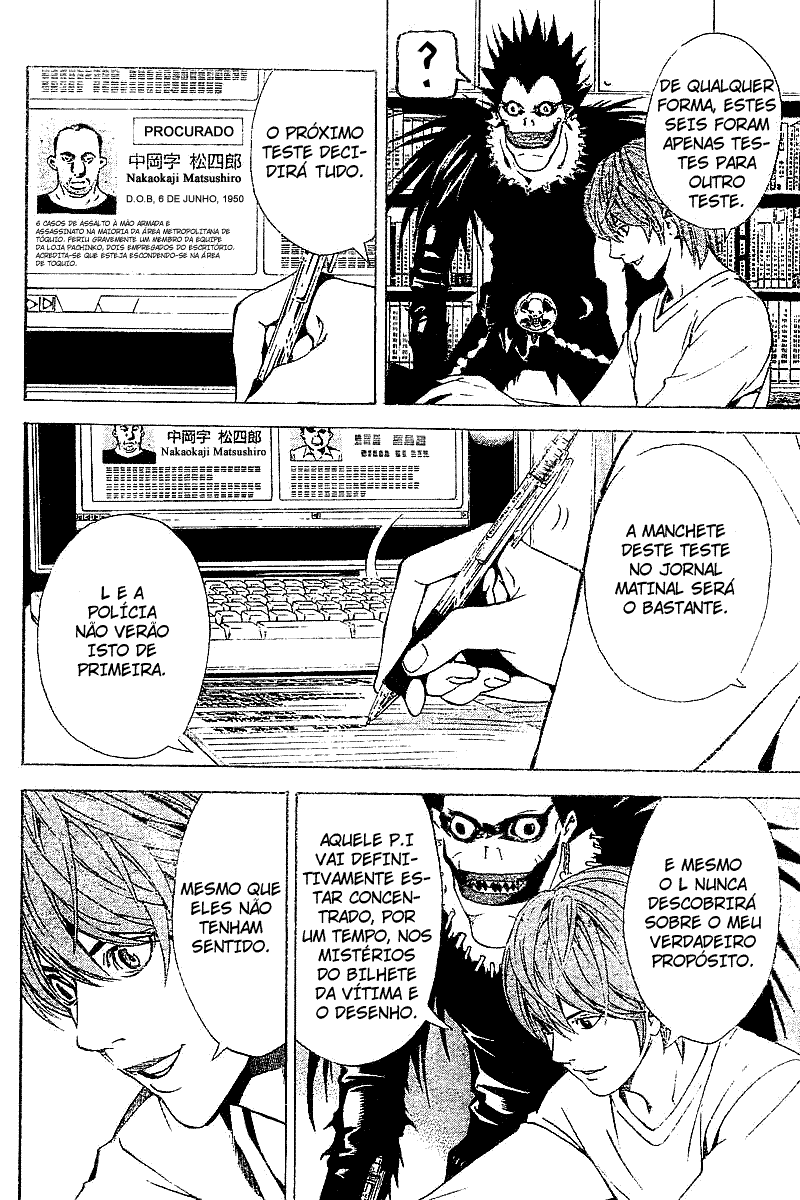 DE QUALQUER
FORMA, ESTES
SEIS FORAM
APENAS TES-
TES PARA
OUTRO
TESTE.
?
O PRÓXIMO
TESTE DECI-
DIRÁ TUDO.
PROCURADO
中岡字 松四郎
Nakaokaji Matsushiro
D.O.B, 6 DE JUNHO, 1950
6 CASOS DE ASSALTO À MÃO ARMADA E
ASSASSINATO NA MAIORIA DA ÁREA METROPOLITANA DE
TÓQUIO. FERIU GRAVEMENTE UM MEMBRO DA EQUIPE
DA LOJA PACHINKO, DOIS EMPREGADOS DO ESCRITÓRIO.
ACREDITA-SE QUE ESTEJA ESCONDENDO-SE NA ÁREA
DE TOQUIO.
A MANCHETE
DESTE TESTE
NO JORNAL
MATINAL SERÁ
O BASTANTE.
中岡字 松四郎
Nakaokaji Matsushiro
L E A
POLÍCIA
NÃO VERÃO
ISTO DE
PRIMEIRA.
E MESMO
O L NUNCA
DESCOBRIRÁ
SOBRE O MEU
VERDADEIRO
PROPÓSITO.
AQUELE P.I
VAI DEFINI-
TIVAMENTE ES-
TAR CONCEN-
TRADO, POR
UM TEMPO, NOS
MISTÉRIOS
DO BILHETE
DA VÍTIMA E
O DESENHO.
MESMO QUE
ELES NÃO
TENHAM
SENTIDO.